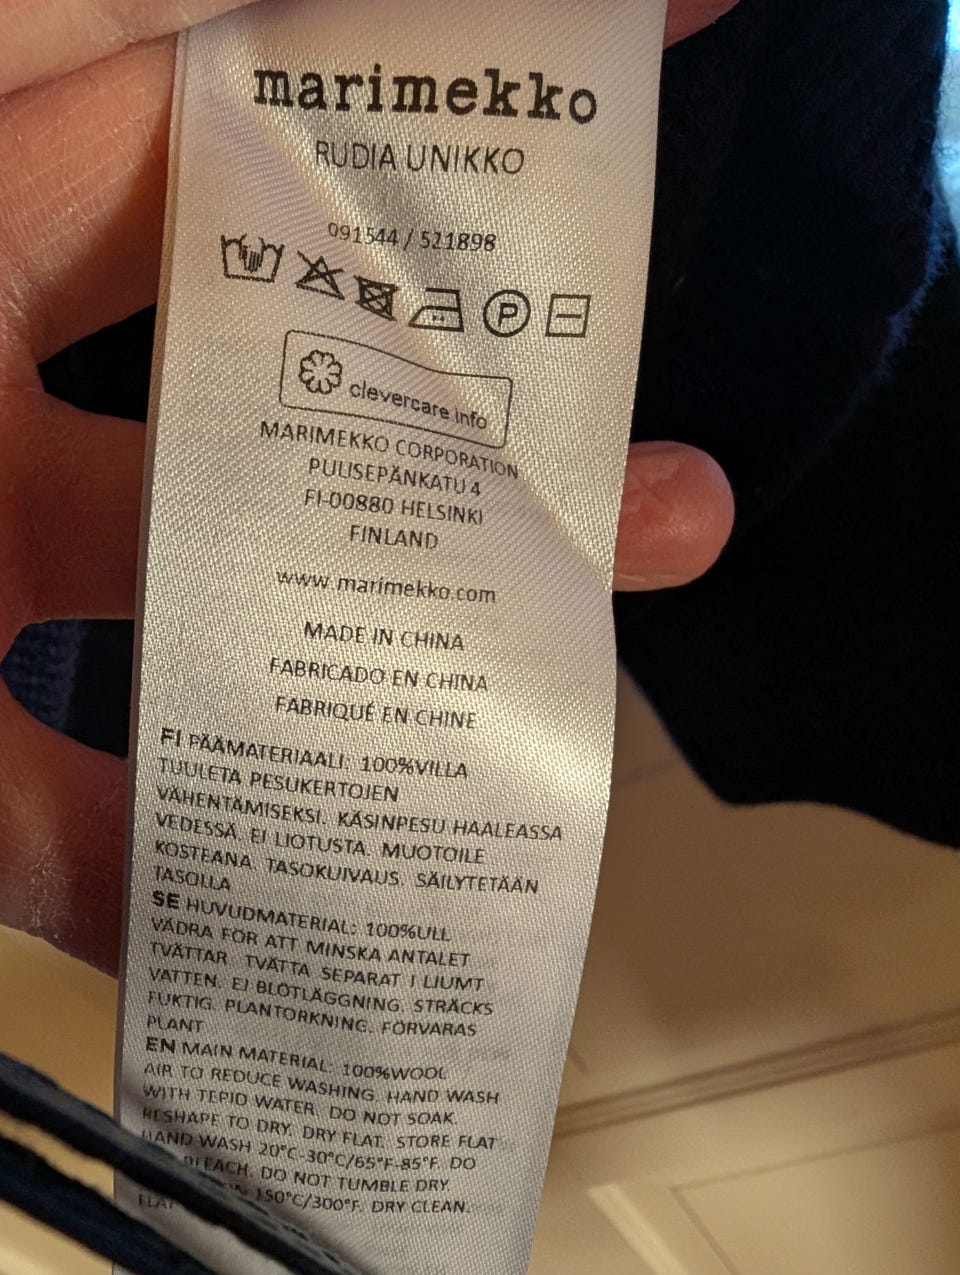 marimekko
RUDIA UNIKKO
091544 / 521898
P
clevercare.info
MARIMEKKO CORPORATION
PUUSEPÄNKATU 4
FI-00880 HELSINKI
FINLAND
www.marimekko.com
MADE IN CHINA
FABRICADO EN CHINA
FABRIQUÉ EN CHINE
FI PÄÄMATERIAALI: 100%VILLA
TUULETA PESUKERTOJEN
VÄHENTÄMISEKSI. KÄSINPESU HAALEASSA
VEDESSÄ. EI LIOTUSTA. MUOTOILE
KOSTEANA. TASOKUIVAUS. SÄILYTETÄÄN
TASOLLA
SE HUVUDMATERIAL: 100%ULL
VÄDRA FÖR ATT MINSKA ANTALET
TVÄTTAR. TVÄTTA SEPARAT I LJUMT
VATTEN. EJ BLÖTLÄGGNING. STRÄCKS
FUKTIG. PLANTORKNING. FÖRVARAS
PLANT
EN MAIN MATERIAL: 100%WOOL
AIR TO REDUCE WASHING. HAND WASH
WITH TEPID WATER. DO NOT SOAK.
RESHAPE TO DRY. DRY FLAT. STORE FLAT
HAND WASH 20°C-30°C/65°F-85°F. DO
BLEACH. DO NOT TUMBLE DRY.
150°C/300°F. DRY CLEAN.
FLAT